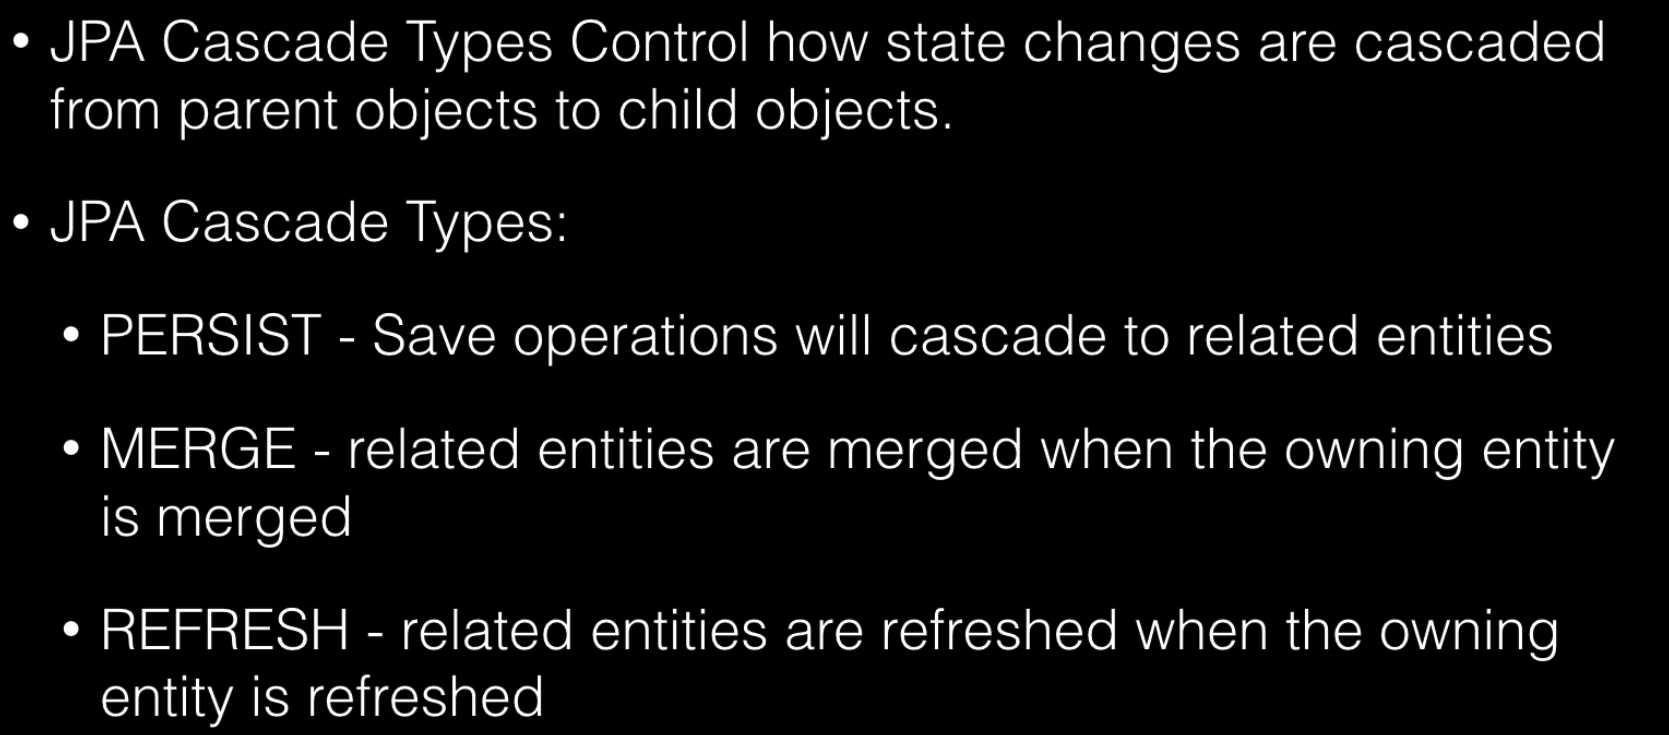 • JPA Cascade Types Control how state changes are cascaded
from parent objects to child objects.
• JPA Cascade Types:
• PERSIST - Save operations will cascade to related entities
• MERGE - related entities are merged when the owning entity
is merged
• REFRESH - related entities are refreshed when the owning
entity is refreshed